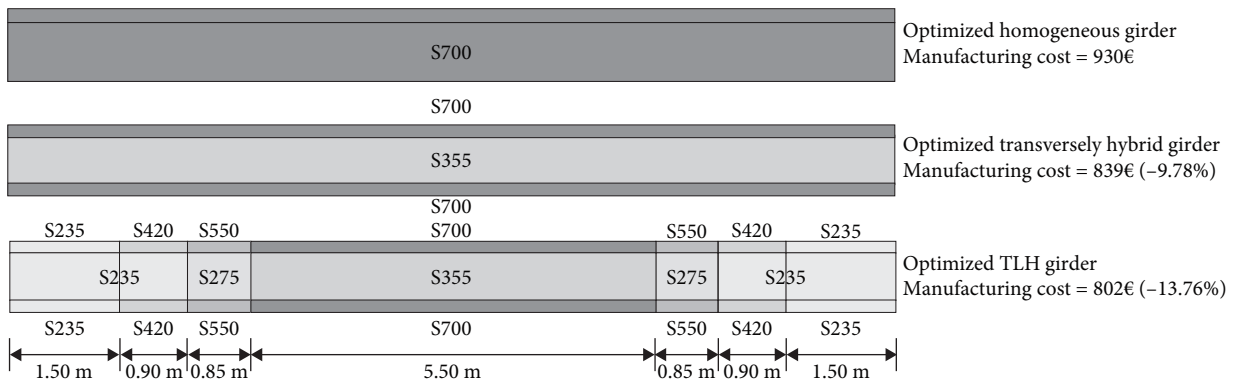 S700
Optimized homogeneous girder
Manufacturing cost = 930€
S700
S355
Optimized transversely hybrid girder
Manufacturing cost = 839€ (–9.78%)
S700
S235 S420 S550 S700 S550 S420 S235
S235 S275 S355 S275 S235
Optimized TLH girder
Manufacturing cost = 802€ (–13.76%)
S235 S420 S550 S700 S550 S420 S235
1.50 m 0.90 m 0.85 m 5.50 m 0.85 m 0.90 m 1.50 m